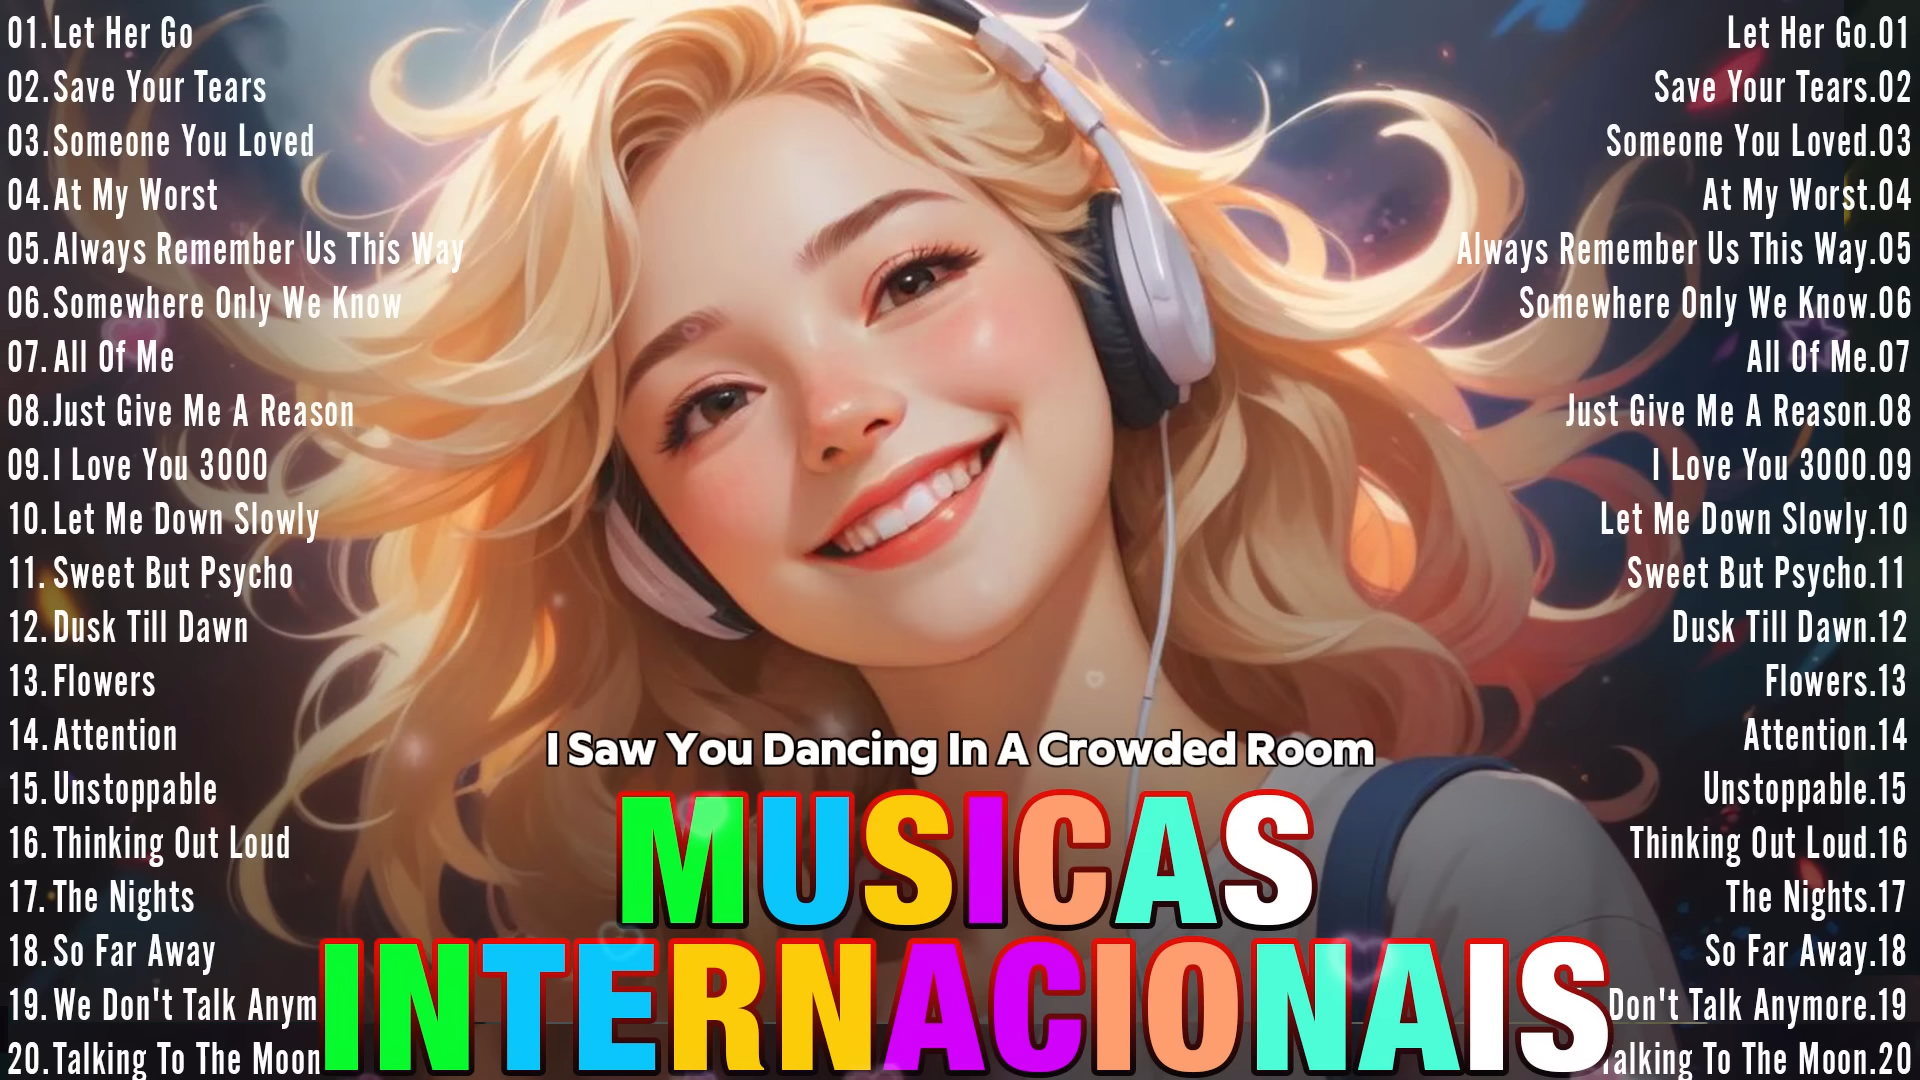 01.Let Her Go
02.Save Your Tears
03.Someone You Loved
04.At My Worst
05.Always Remember Us This Way
06.Somewhere Only We Know
07.All Of Me
08.Just Give Me A Reason
09.I Love You 3000
10.Let Me Down Slowly
11.Sweet But Psycho
12.Dusk Till Dawn
13.Flowers
14.Attention
15.Unstoppable
16.Thinking Out Loud
17.The Nights
18.So Far Away
19.We Don't Talk Anym
20.Talking To The Moon
Let Her Go.01
Save Your Tears.02
Someone You Loved.03
At My Worst.04
Always Remember Us This Way.05
Somewhere Only We Know.06
All Of Me.07
Just Give Me A Reason.08
I Love You 3000.09
Let Me Down Slowly.10
Sweet But Psycho.11
Dusk Till Dawn.12
Flowers.13
Attention.14
Unstoppable.15
Thinking Out Loud.16
The Nights.17
So Far Away.18
Don't Talk Anymore.19
alking To The Moon.20
I Saw You Dancing In A Crowded Room
MUSICAS
INTERNACIONAIS